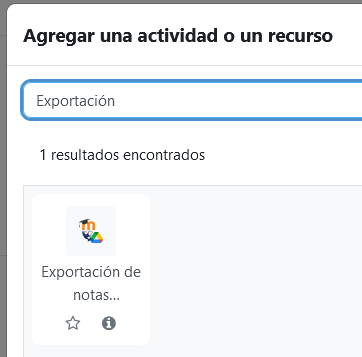 Agregar una actividad o un recurso
Exportación
1 resultados encontrados
Exportación de
notas...